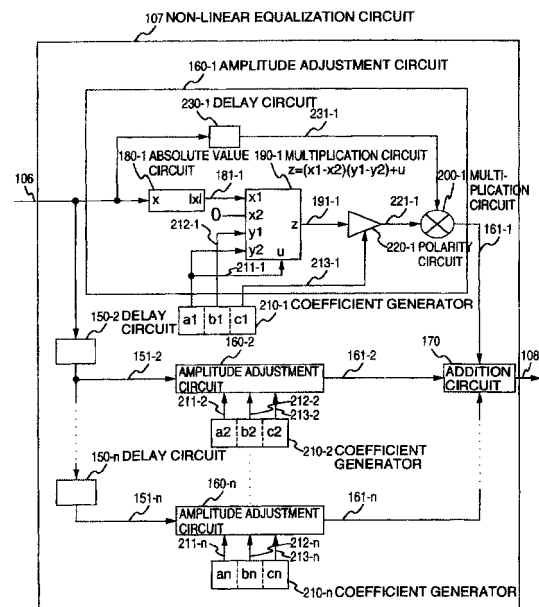 107 NON-LINEAR EQUALIZATION CIRCUIT
160-1 AMPLITUDE ADJUSTMENT CIRCUIT
230-1 DELAY CIRCUIT
231-1
180-1 ABSOLUTE VALUE CIRCUIT
190-1 MULTIPLICATION CIRCUIT
z=(x1-x2)(y1-y2)+u
200-1 MULTI-
PLICATION
CIRCUIT
106
x |x|
181-1
x1
0 x2
y1
y2
u
z
212-1
191-1
221-1
220-1 POLARITY
CIRCUIT
161-1
211-1
213-1
a1 b1 c1
210-1 COEFFICIENT GENERATOR
150-2 DELAY
CIRCUIT
160-2
151-2
AMPLITUDE ADJUSTMENT
CIRCUIT
161-2
170
ADDITION
CIRCUIT
108
211-2
212-2
213-2
a2 b2 c2
210-2 COEFFICIENT
GENERATOR
150-n DELAY CIRCUIT
160-n
151-n
AMPLITUDE ADJUSTMENT
CIRCUIT
161-n
211-n
212-n
213-n
an bn cn
210-n COEFFICIENT GENERATOR